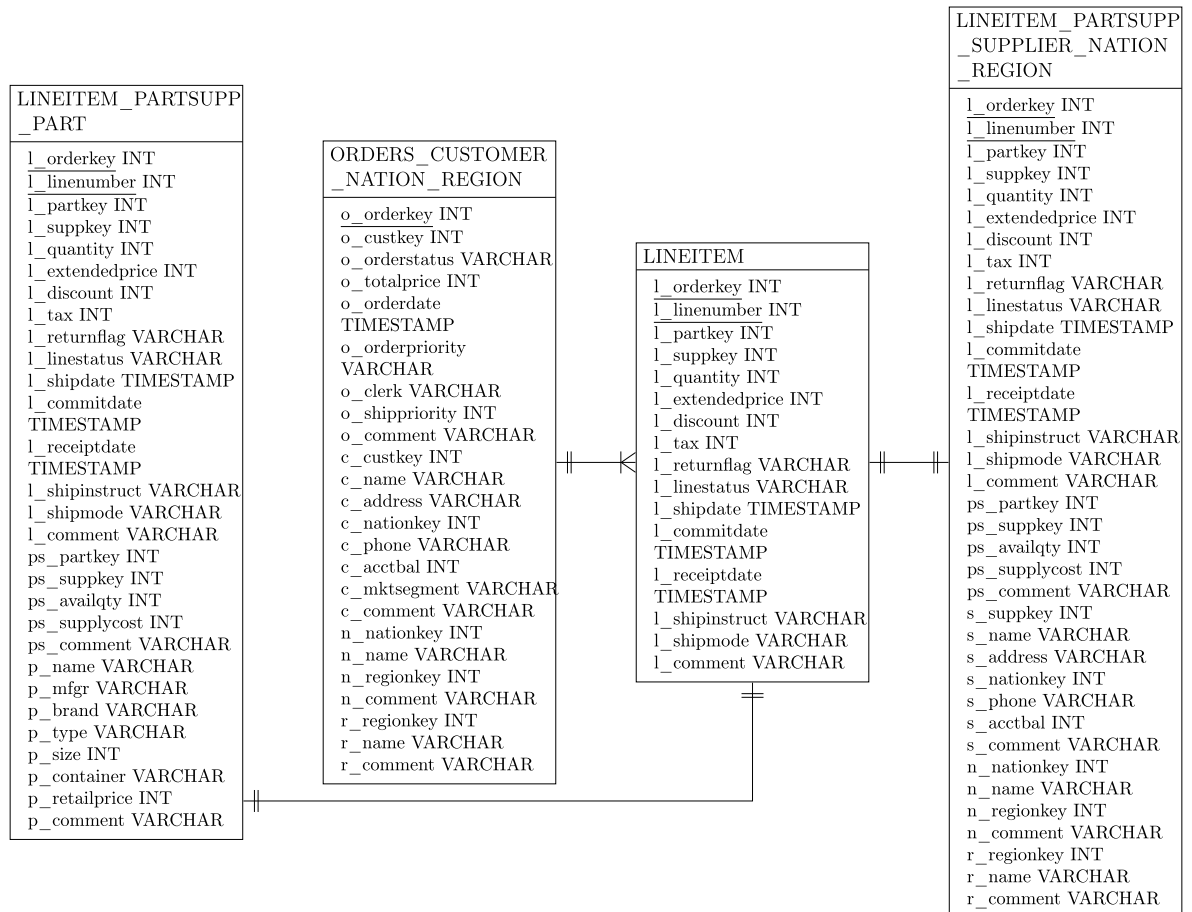 LINEITEM_PARTSUPP
_PART
l_orderkey INT
l_linenumber INT
l_partkey INT
l_suppkey INT
l_quantity INT
l_extendedprice INT
l_discount INT
l_tax INT
l_returnflag VARCHAR
l_linestatus VARCHAR
l_shipdate TIMESTAMP
l_commitdate
TIMESTAMP
l_receiptdate
TIMESTAMP
l_shipinstruct VARCHAR
l_shipmode VARCHAR
l_comment VARCHAR
ps_partkey INT
ps_suppkey INT
ps_availqty INT
ps_supplycost INT
ps_comment VARCHAR
p_name VARCHAR
p_mfgr VARCHAR
p_brand VARCHAR
p_type VARCHAR
p_size INT
p_container VARCHAR
p_retailprice INT
p_comment VARCHAR
ORDERS_CUSTOMER
_NATION_REGION
o_orderkey INT
o_custkey INT
o_orderstatus VARCHAR
o_totalprice INT
o_orderdate
TIMESTAMP
o_orderpriority
VARCHAR
o_clerk VARCHAR
o_shippriority INT
o_comment VARCHAR
c_custkey INT
c_name VARCHAR
c_address VARCHAR
c_nationkey INT
c_phone VARCHAR
c_acctbal INT
c_mktsegment VARCHAR
c_comment VARCHAR
n_nationkey INT
n_name VARCHAR
n_regionkey INT
n_comment VARCHAR
r_regionkey INT
r_name VARCHAR
r_comment VARCHAR
LINEITEM
l_orderkey INT
l_linenumber INT
l_partkey INT
l_suppkey INT
l_quantity INT
l_extendedprice INT
l_discount INT
l_tax INT
l_returnflag VARCHAR
l_linestatus VARCHAR
l_shipdate TIMESTAMP
l_commitdate
TIMESTAMP
l_receiptdate
TIMESTAMP
l_shipinstruct VARCHAR
l_shipmode VARCHAR
l_comment VARCHAR
LINEITEM_PARTSUPP
_SUPPLIER_NATION
_REGION
l_orderkey INT
l_linenumber INT
l_partkey INT
l_suppkey INT
l_quantity INT
l_extendedprice INT
l_discount INT
l_tax INT
l_returnflag VARCHAR
l_linestatus VARCHAR
l_shipdate TIMESTAMP
l_commitdate
TIMESTAMP
l_receiptdate
TIMESTAMP
l_shipinstruct VARCHAR
l_shipmode VARCHAR
l_comment VARCHAR
ps_partkey INT
ps_suppkey INT
ps_availqty INT
ps_supplycost INT
ps_comment VARCHAR
s_suppkey INT
s_name VARCHAR
s_address VARCHAR
s_nationkey INT
s_phone VARCHAR
s_acctbal INT
s_comment VARCHAR
n_nationkey INT
n_name VARCHAR
n_regionkey INT
n_comment VARCHAR
r_regionkey INT
r_name VARCHAR
r_comment VARCHAR